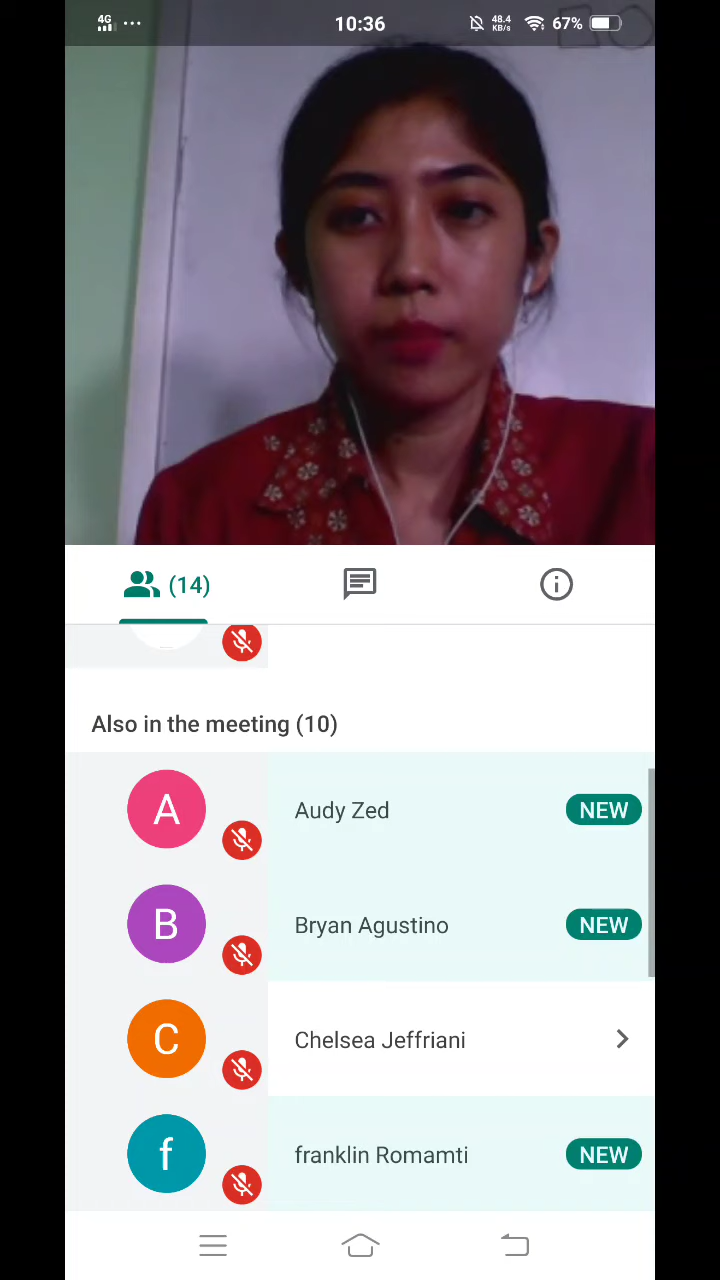 4G 10:36 48.4 KB/s 67%
(14)
Also in the meeting (10)
A Audy Zed NEW
B Bryan Agustino NEW
C Chelsea Jeffriani
f franklin Romamti NEW